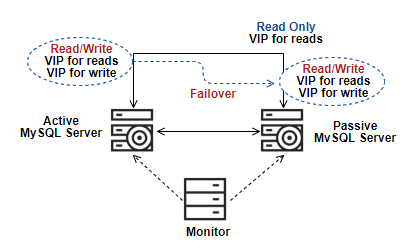 Read Only
VIP for reads
Read/Write
VIP for reads
VIP for write
Read/Write
VIP for reads
VIP for write
Failover
Active
MySQL Server
Passive
MvSQL Server
Monitor